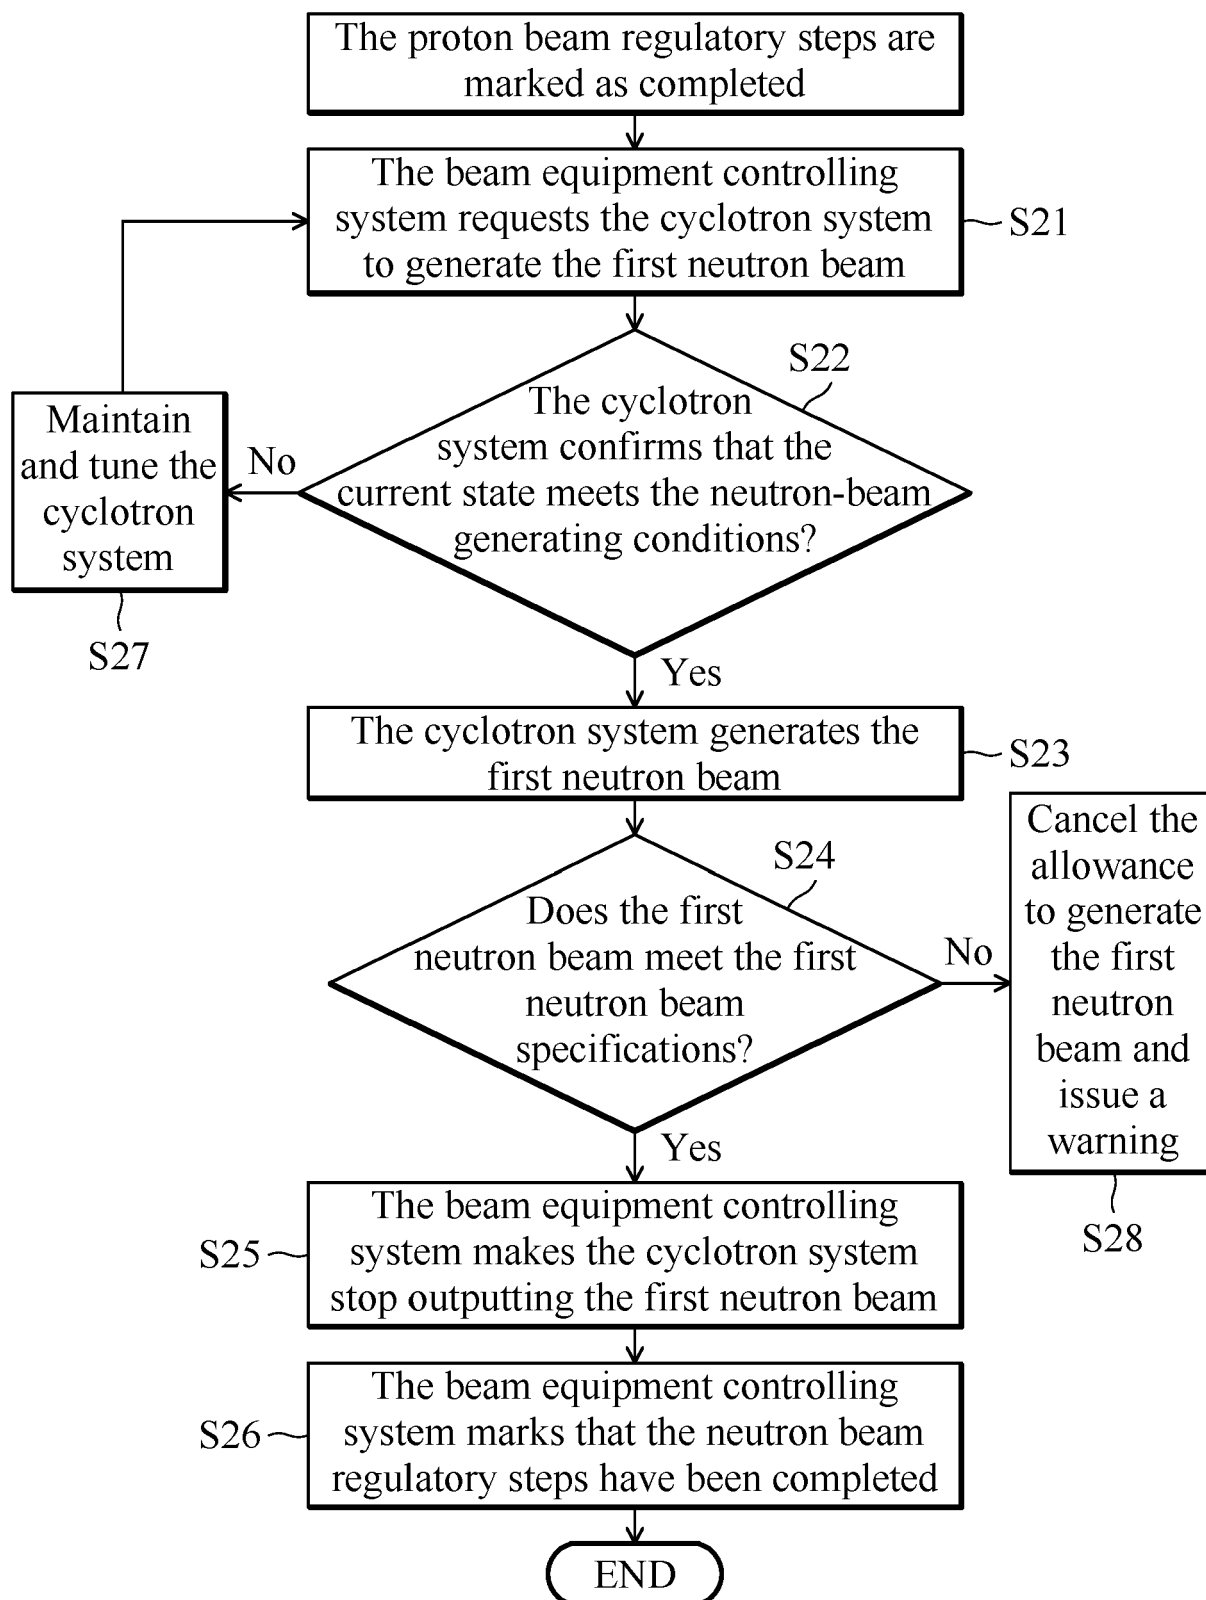 The proton beam regulatory steps are
marked as completed
The beam equipment controlling
system requests the cyclotron system
to generate the first neutron beam
S21
S22
The cyclotron
system confirms that the
current state meets the neutron-beam
generating conditions?
No
Maintain
and tune the
cyclotron
system
S27
Yes
The cyclotron system generates the
first neutron beam
S23
S24
Does the first
neutron beam meet the first
neutron beam
specifications?
No
Cancel the
allowance
to generate
the first
neutron
beam and
issue a
warning
S28
Yes
The beam equipment controlling
system makes the cyclotron system
stop outputting the first neutron beam
S25
The beam equipment controlling
system marks that the neutron beam
regulatory steps have been completed
S26
END